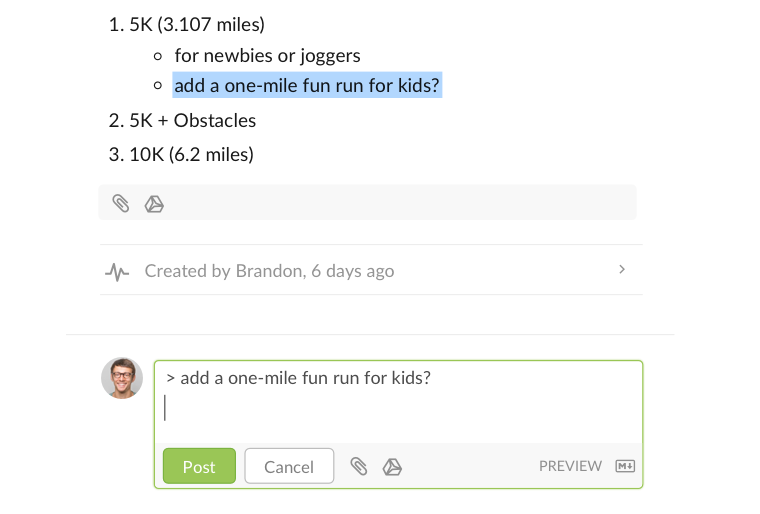 1. 5K (3.107 miles)
for newbies or joggers
add a one-mile fun run for kids?
2. 5K + Obstacles
3. 10K (6.2 miles)
Created by Brandon, 6 days ago
> add a one-mile fun run for kids?
Post Cancel PREVIEW M↓